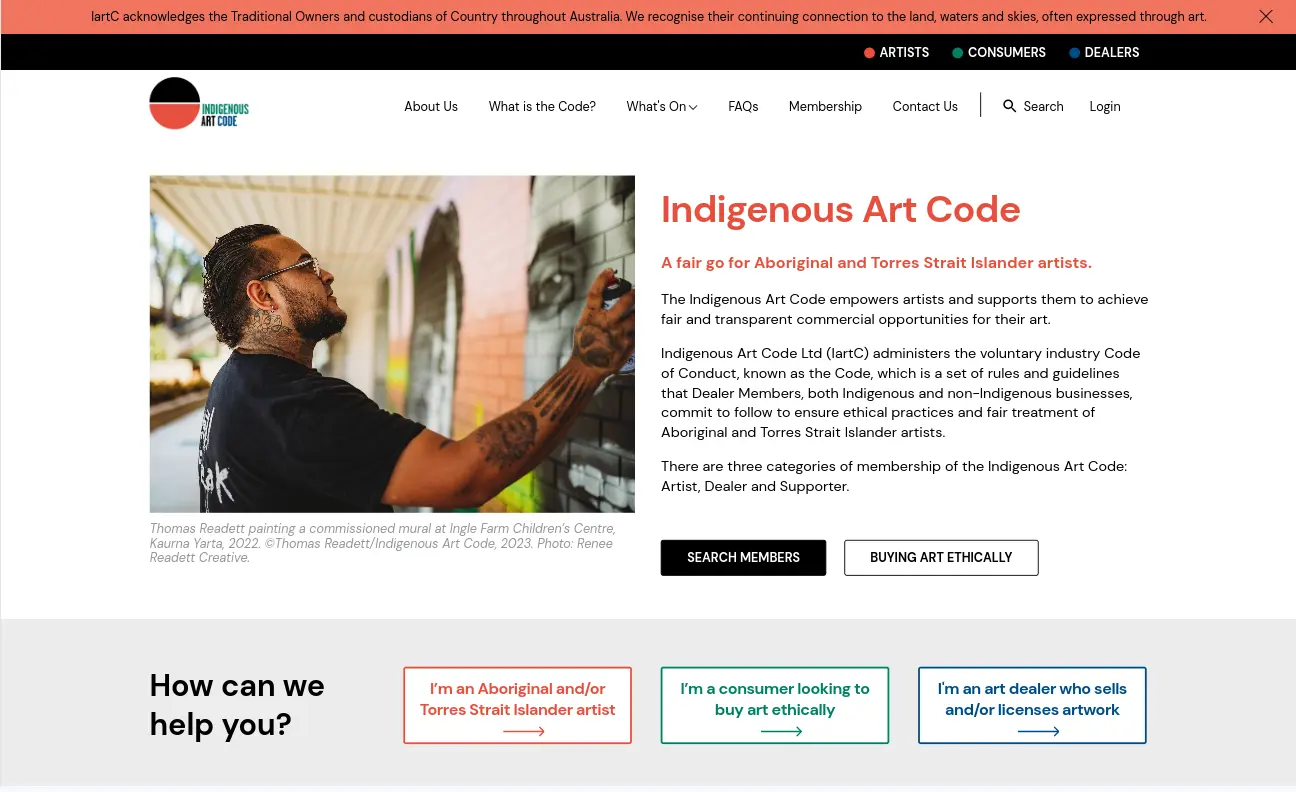 IartC acknowledges the Traditional Owners and custodians of Country throughout Australia. We recognise their continuing connection to the land, waters and skies, often expressed through art.
ARTISTS
CONSUMERS
DEALERS
INDIGENOUS
ART CODE
About Us
What is the Code?
What's On
FAQs
Membership
Contact Us
Search
Login
Indigenous Art Code
A fair go for Aboriginal and Torres Strait Islander artists.
The Indigenous Art Code empowers artists and supports them to achieve
fair and transparent commercial opportunities for their art.
Indigenous Art Code Ltd (IartC) administers the voluntary industry Code
of Conduct, known as the Code, which is a set of rules and guidelines
that Dealer Members, both Indigenous and non-Indigenous businesses,
commit to follow to ensure ethical practices and fair treatment of
Aboriginal and Torres Strait Islander artists.
There are three categories of membership of the Indigenous Art Code:
Artist, Dealer and Supporter.
Thomas Readett painting a commissioned mural at Ingle Farm Children's Centre,
Kaurna Yarta, 2022. ©Thomas Readett/Indigenous Art Code, 2023. Photo: Renee
Readett Creative.
SEARCH MEMBERS
BUYING ART ETHICALLY
How can we
help you?
I'm an Aboriginal and/or
Torres Strait Islander artist
I'm a consumer looking to
buy art ethically
I'm an art dealer who sells
and/or licenses artwork